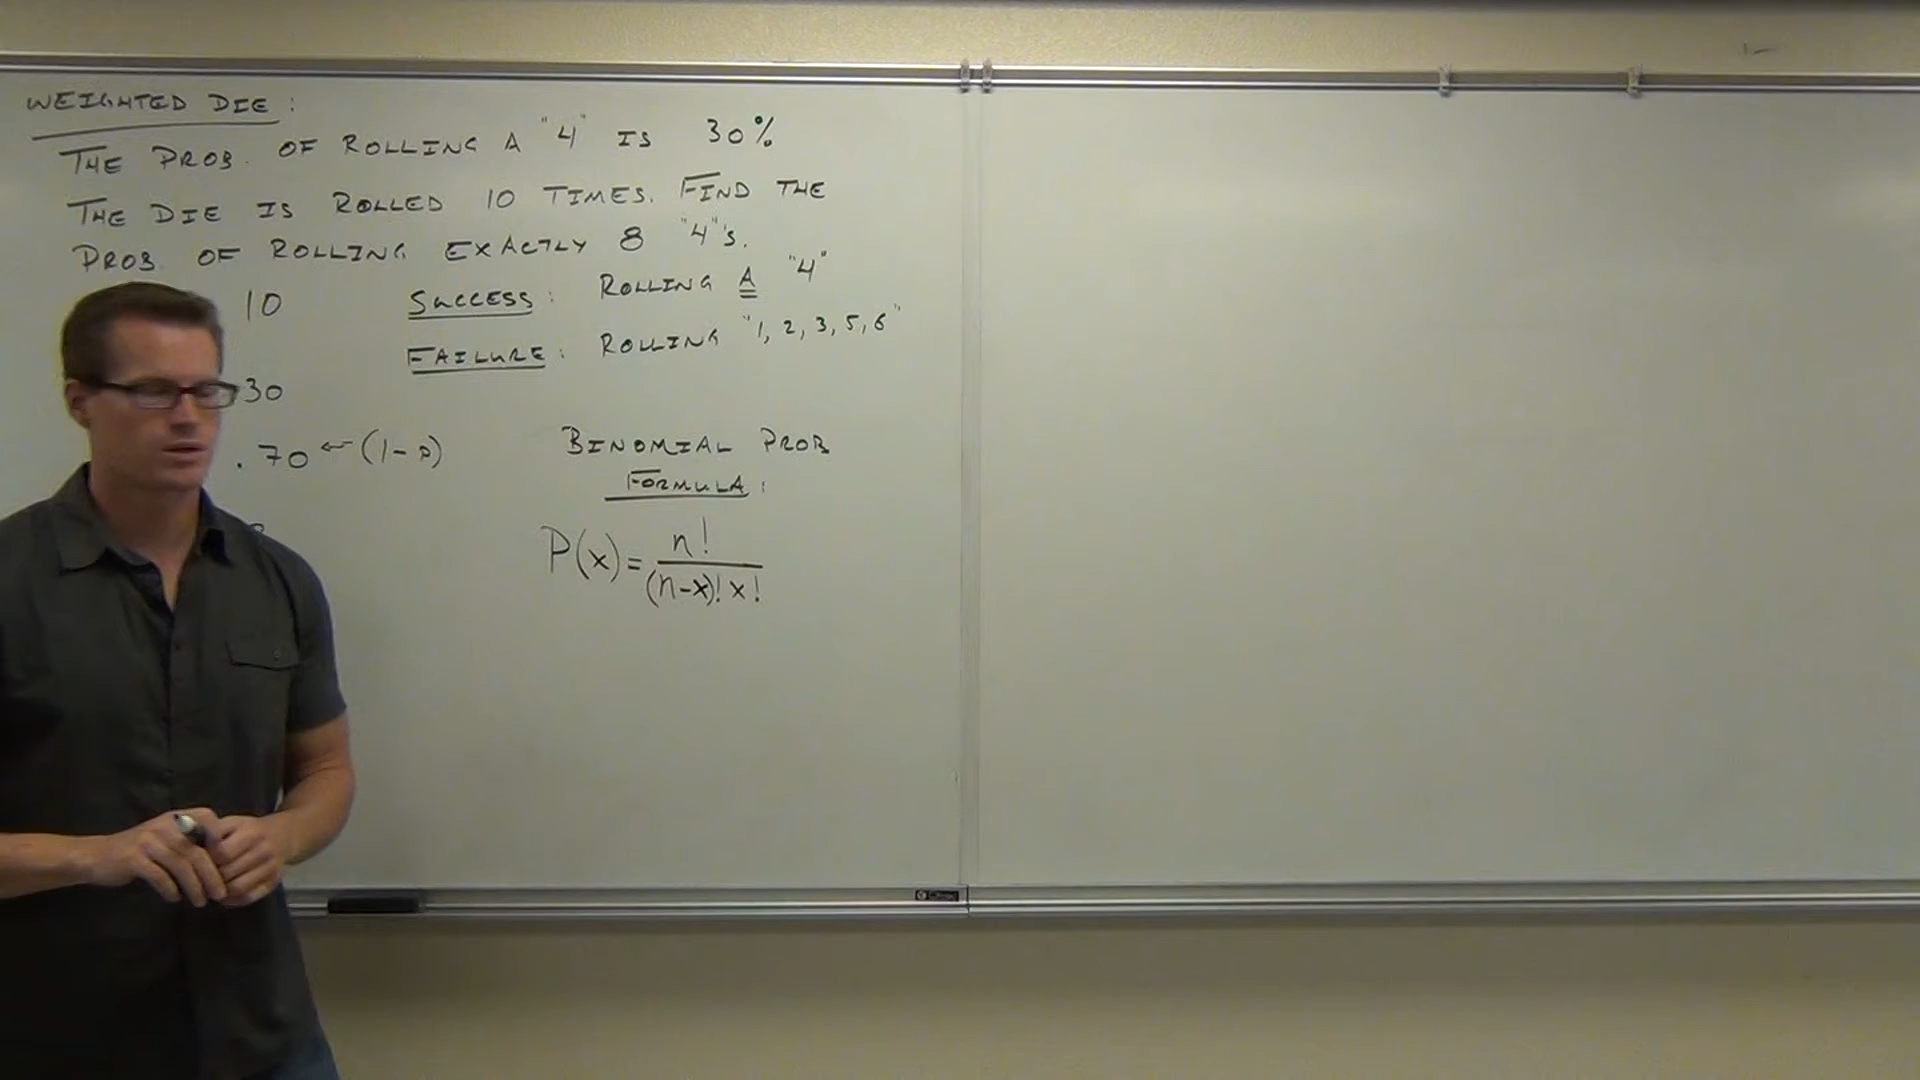 WEIGHTED DIE:
THE PROB. OF ROLLING A "4" IS 30%
THE DIE IS ROLLED 10 TIMES. FIND THE
PROB. OF ROLLING EXACTLY 8 "4"'s.
10
SUCCESS: ROLLING A "4"
FAILURE: ROLLING "1, 2, 3, 5, 6"
30
.70 ← (1-p)
BINOMIAL PROB
FORMULA:
P(x) = n! / (n-x)! x!